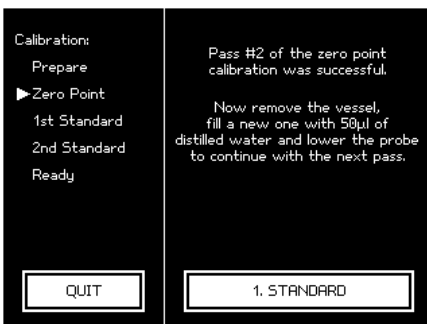 Calibration:
Prepare
Zero Point
1st Standard
2nd Standard
Ready
QUIT
Pass #2 of the zero point
calibration was successful.
Now remove the vessel,
fill a new one with 50µl of
distilled water and lower the probe
to continue with the next pass.
1. STANDARD